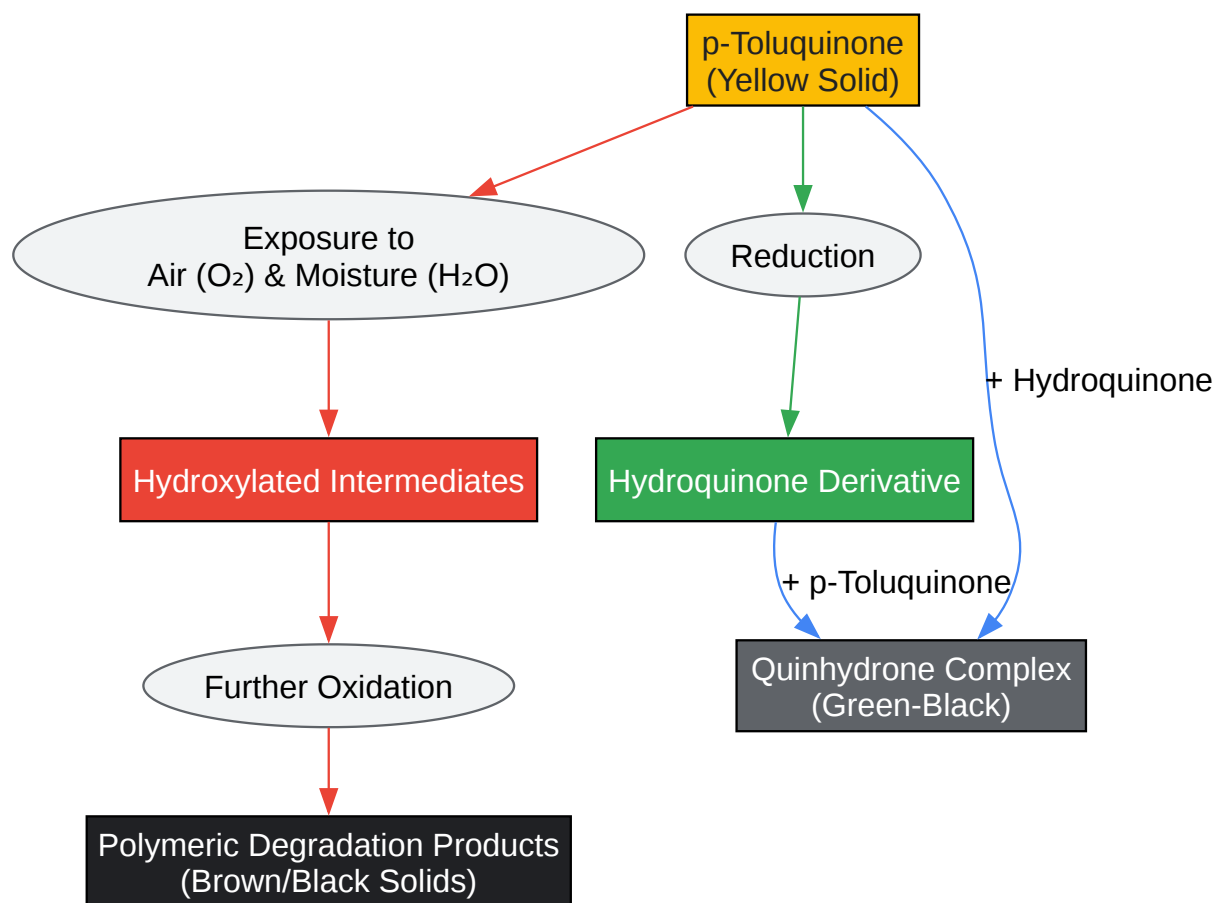 p-Toluquinone
(Yellow Solid)
Exposure to
Air (O₂) & Moisture (H₂O)
Reduction
+ Hydroquinone
Hydroxylated Intermediates
Hydroquinone Derivative
+ p-Toluquinone
Further Oxidation
Quinhydrone Complex
(Green-Black)
Polymeric Degradation Products
(Brown/Black Solids)